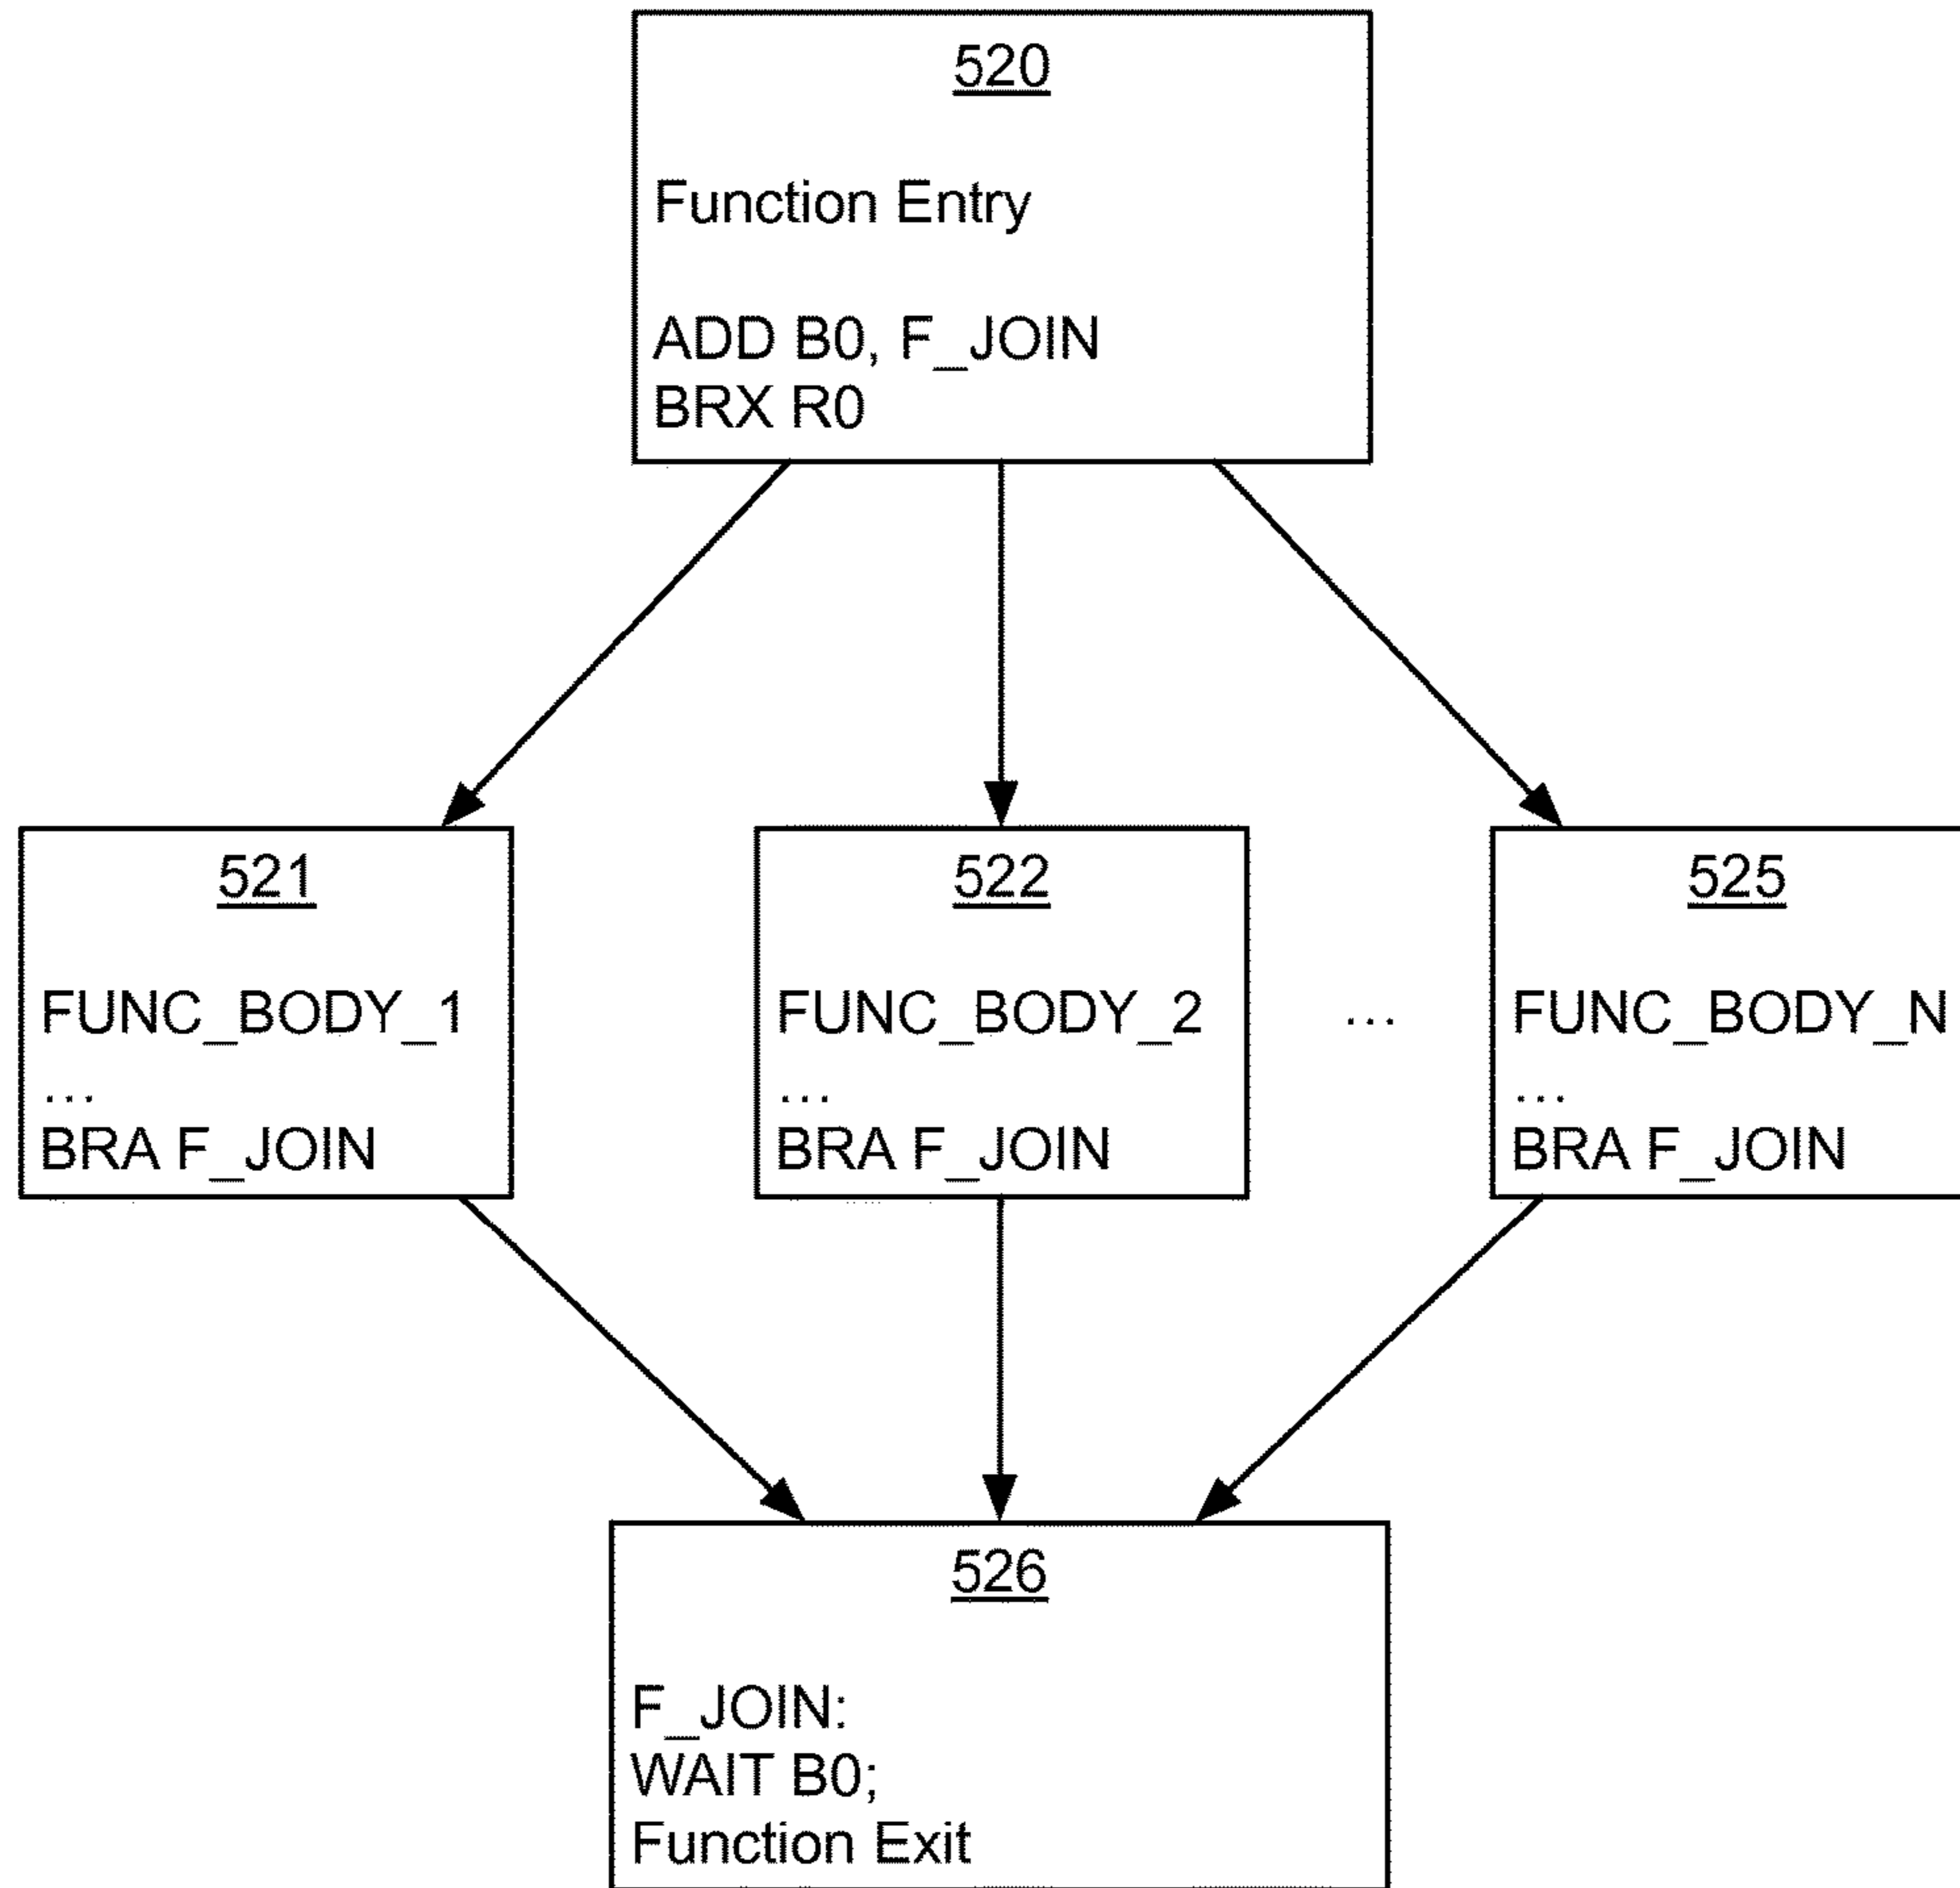 520
Function Entry
ADD B0, F_JOIN
BRX R0
521
FUNC_BODY_1
...
BRA F_JOIN
522
FUNC_BODY_2
...
BRA F_JOIN
...
525
FUNC_BODY_N
...
BRA F_JOIN
526
F_JOIN:
WAIT B0;
Function Exit